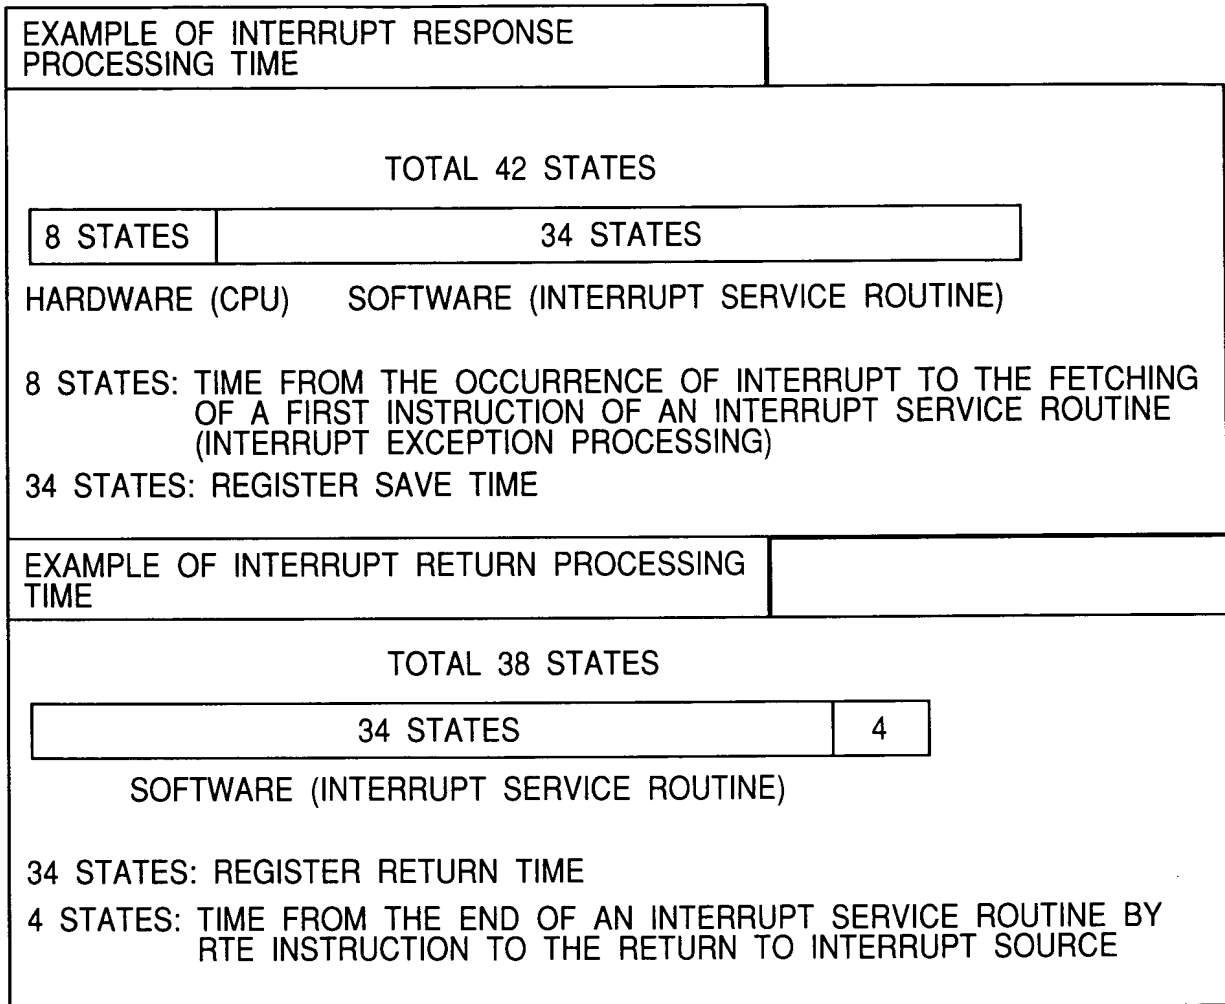 EXAMPLE OF INTERRUPT RESPONSE
PROCESSING TIME
TOTAL 42 STATES
8 STATES 34 STATES
HARDWARE (CPU) SOFTWARE (INTERRUPT SERVICE ROUTINE)
8 STATES: TIME FROM THE OCCURRENCE OF INTERRUPT TO THE FETCHING
OF A FIRST INSTRUCTION OF AN INTERRUPT SERVICE ROUTINE
(INTERRUPT EXCEPTION PROCESSING)
34 STATES: REGISTER SAVE TIME
EXAMPLE OF INTERRUPT RETURN PROCESSING
TIME
TOTAL 38 STATES
34 STATES 4
SOFTWARE (INTERRUPT SERVICE ROUTINE)
34 STATES: REGISTER RETURN TIME
4 STATES: TIME FROM THE END OF AN INTERRUPT SERVICE ROUTINE BY
RTE INSTRUCTION TO THE RETURN TO INTERRUPT SOURCE